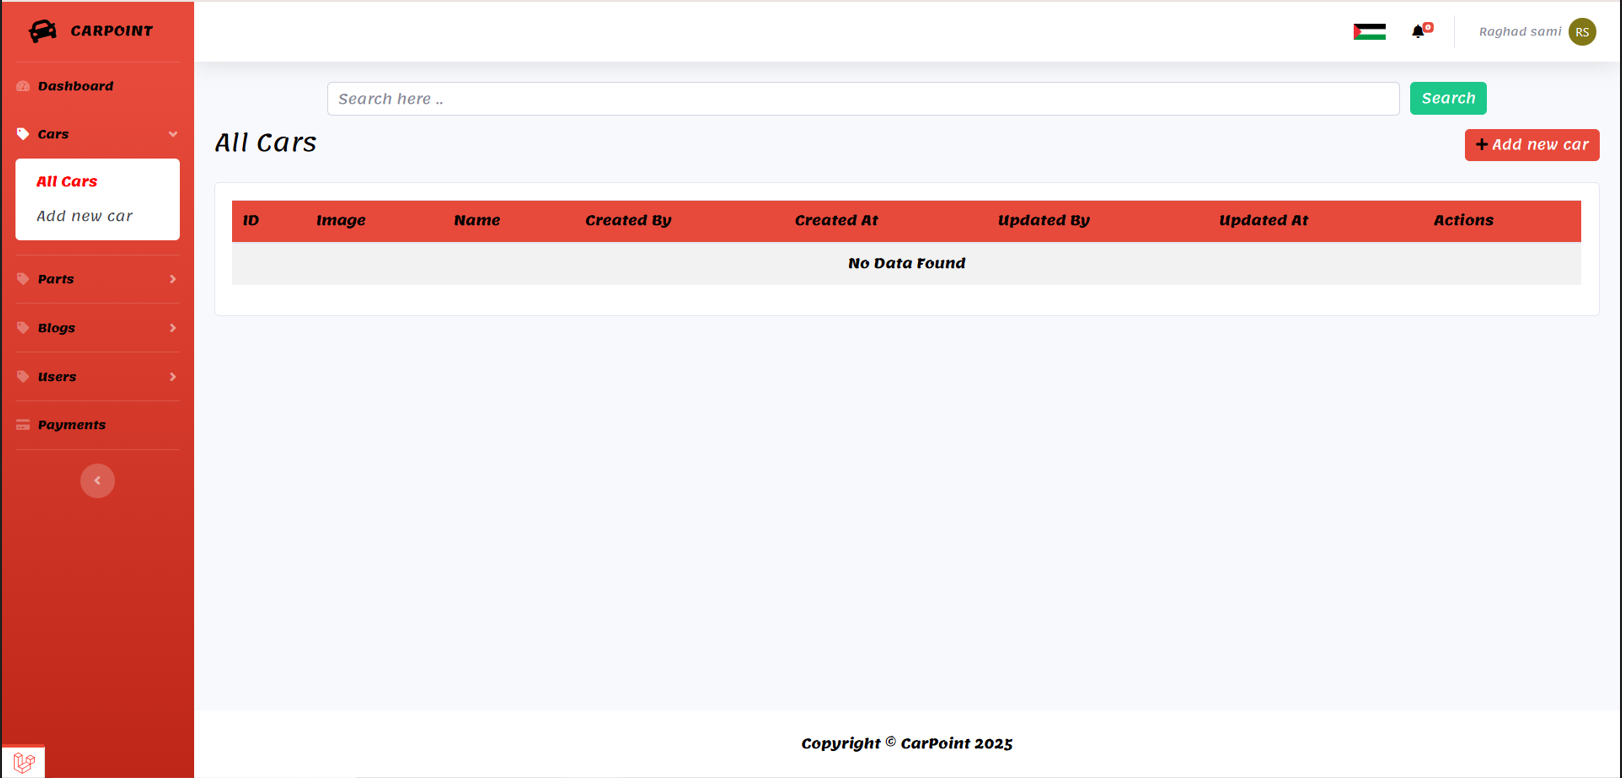 CARPOINT
0
Raghad sami
RS
Dashboard
Cars
All Cars
Add new car
Parts
Blogs
Users
Payments
Search here ..
Search
All Cars
Add new car
ID Image Name Created By Created At Updated By Updated At Actions
No Data Found
Copyright © CarPoint 2025